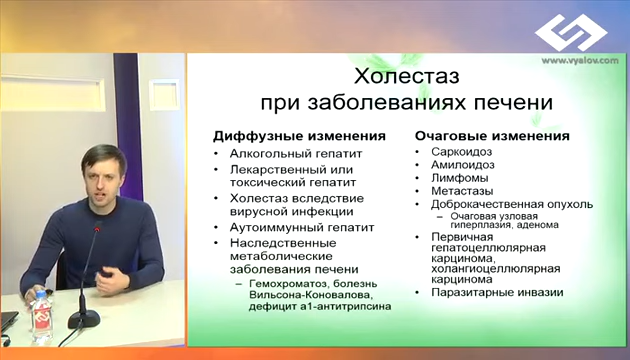 www.vyslov.com
Холестаз
при заболеваниях печени
Диффузные изменения
• Алкогольный гепатит
• Лекарственный или
токсический гепатит
• Холестаз вследствие
вирусной инфекции
• Аутоиммунный гепатит
• Наследственные
метаболические
заболевания печени
– Гемохроматоз, болезнь
Вильсона-Коновалова,
дефицит а1-антитрипсина
Очаговые изменения
• Саркоидоз
• Амилоидоз
• Лимфомы
• Метастазы
• Доброкачественная опухоль
– Очаговая узловая
гиперплазия, аденома
• Первичная
гепатоцеллюлярная
карцинома,
холангиоцеллюлярная
карцинома
• Паразитарные инвазии